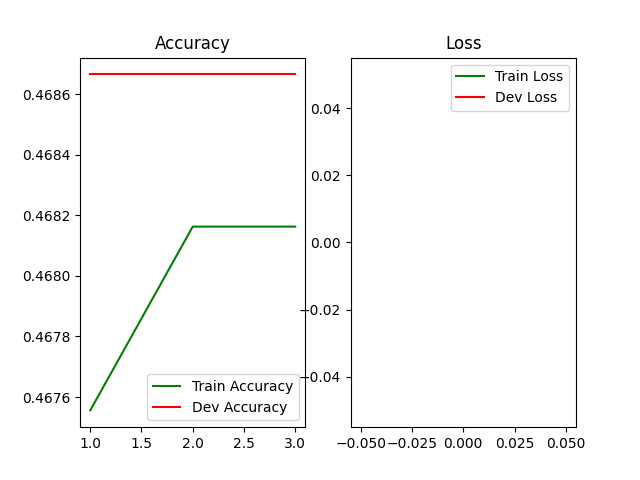 Accuracy
0.4686
0.4684
0.4682
0.4680
0.4678
0.4676
1.0 1.5 2.0 2.5 3.0
Train Accuracy
Dev Accuracy
Loss
0.04
0.02
0.00
−0.02
−0.04
−0.050 −0.025 0.000 0.025 0.050
Train Loss
Dev Loss